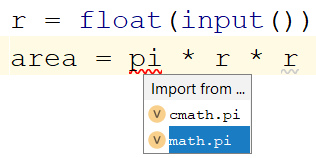 r = float(input())
area = pi * r * r
Import from ...
V cmath.pi
V math.pi